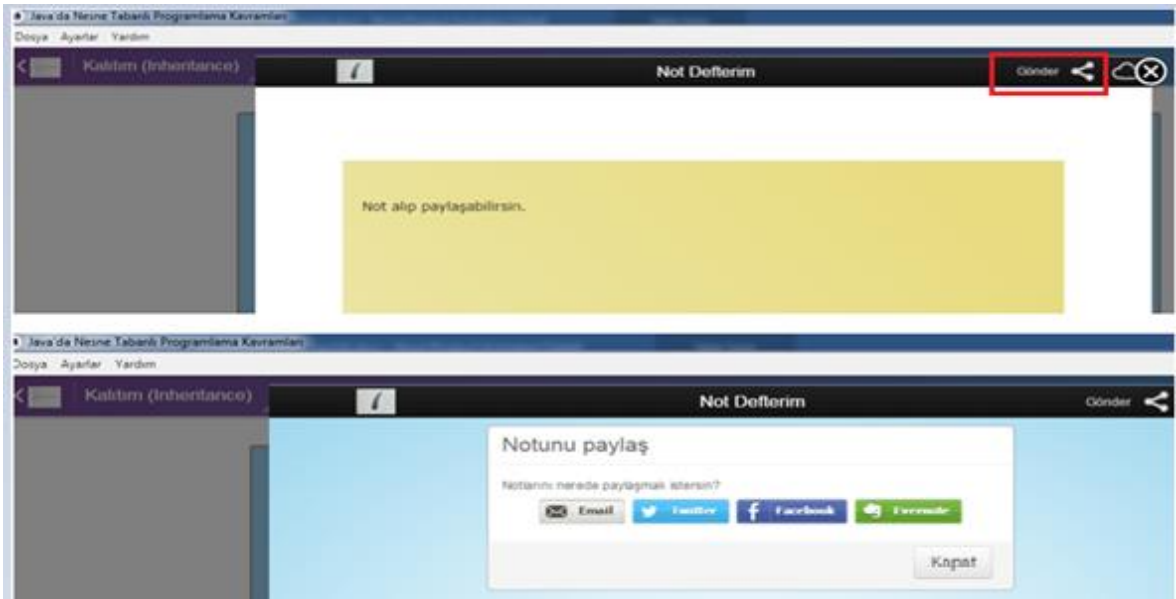 Java'da Nesne Tabanlı Programlama Kavramları
Dosya Ayarlar Yardım
Kalıtım (Inheritance)
Not Defterim
Gönder
Not alıp paylaşabilirsin.
Java'da Nesne Tabanlı Programlama Kavramları
Dosya Ayarlar Yardım
Kalıtım (Inheritance)
Not Defterim
Gönder
Notunu paylaş
Notlarını nerede paylaşmak istersin?
Email Twitter Facebook Evernote
Kapat